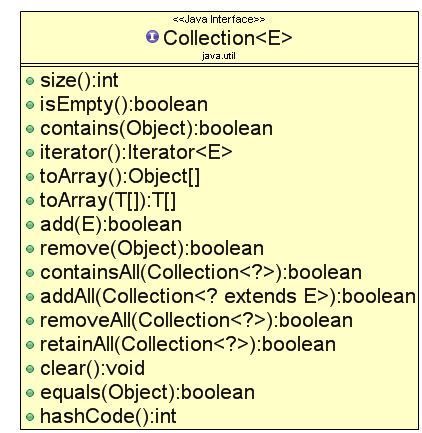 <<Java Interface>>
I Collection<E>
java.util
size():int
isEmpty():boolean
contains(Object):boolean
iterator():Iterator<E>
toArray():Object[]
toArray(T[]):T[]
add(E):boolean
remove(Object):boolean
containsAll(Collection<?>):boolean
addAll(Collection<? extends E>):boolean
removeAll(Collection<?>):boolean
retainAll(Collection<?>):boolean
clear():void
equals(Object):boolean
hashCode():int